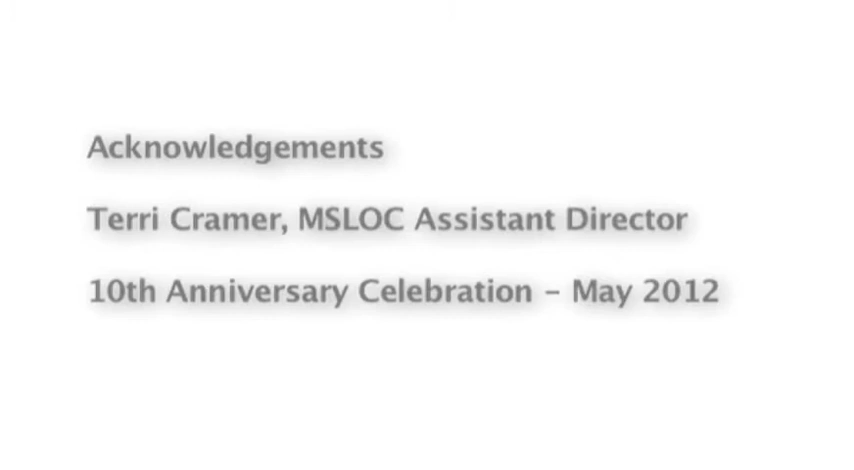 Acknowledgements
Terri Cramer, MSLOC Assistant Director
10th Anniversary Celebration – May 2012